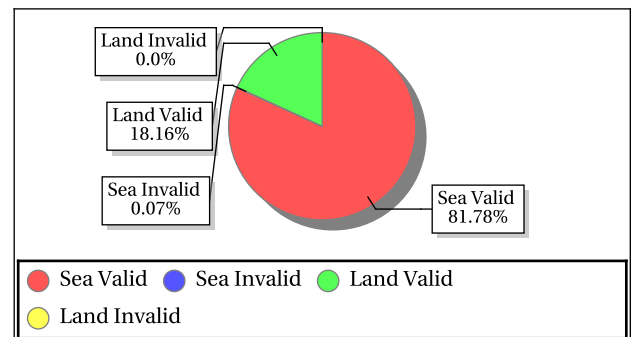 Land Invalid
0.0%
Land Valid
18.16%
Sea Invalid
0.07%
Sea Valid
81.78%
Sea Valid
Sea Invalid
Land Valid
Land Invalid